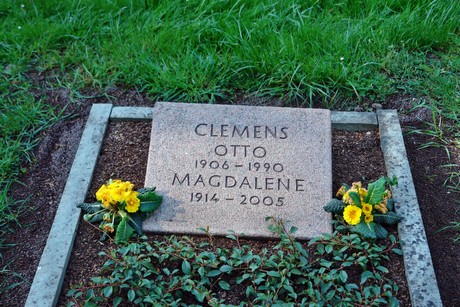 CLEMENS
OTTO
1906 - 1990
MAGDALENE
1914 - 2005